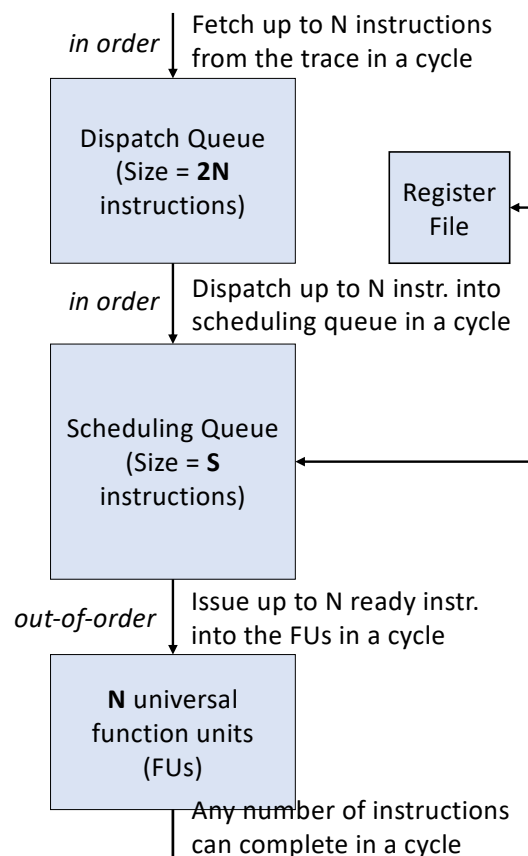 in order
Fetch up to N instructions
from the trace in a cycle
Dispatch Queue
(Size = 2N
instructions)
Register
File
in order
Dispatch up to N instr. into
scheduling queue in a cycle
Scheduling Queue
(Size = S
instructions)
out-of-order
Issue up to N ready instr.
into the FUs in a cycle
N universal
function units
(FUs)
Any number of instructions
can complete in a cycle